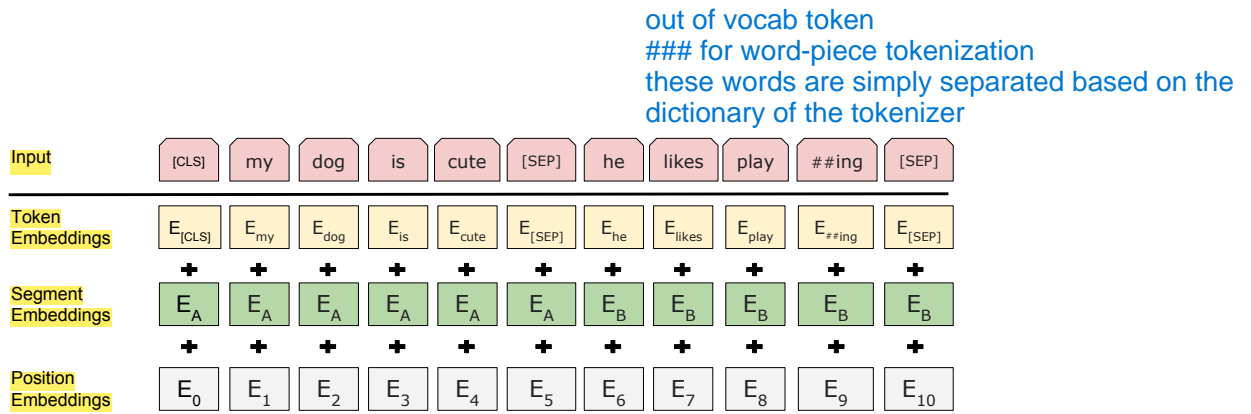 out of vocab token
### for word-piece tokenization
these words are simply separated based on the
dictionary of the tokenizer
Input [CLS] my dog is cute [SEP] he likes play ##ing [SEP]
Token
Embeddings E[CLS] Emy Edog Eis Ecute E[SEP] Ehe Elikes Eplay E##ing E[SEP]
+ + + + + + + + + + +
Segment
Embeddings EA EA EA EA EA EA EB EB EB EB EB
+ + + + + + + + + + +
Position
Embeddings E0 E1 E2 E3 E4 E5 E6 E7 E8 E9 E10